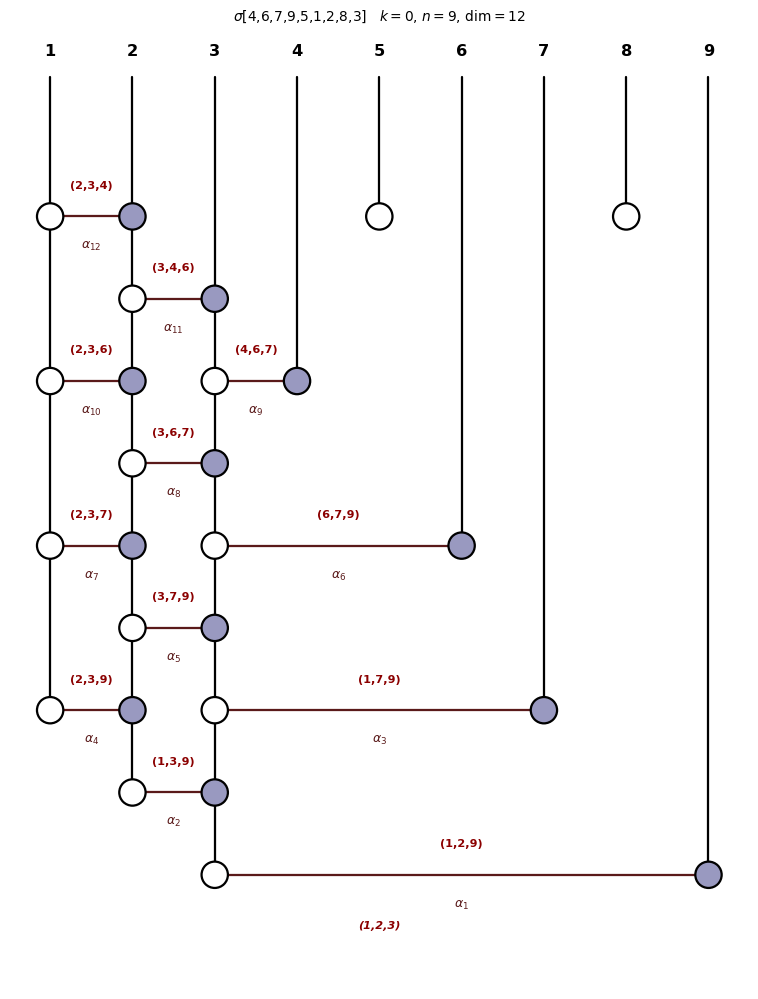 σ[4,6,7,9,5,1,2,8,3]   k = 0, n = 9, dim = 12
1 2 3 4 5 6 7 8 9
(2,3,4)
α₁₂
(3,4,6)
α₁₁
(2,3,6) (4,6,7)
α₁₀ α₉
(3,6,7)
α₈
(2,3,7) (6,7,9)
α₇ α₆
(3,7,9)
α₅
(2,3,9) (1,7,9)
α₄ α₃
(1,3,9)
α₂
(1,2,9)
α₁
(1,2,3)